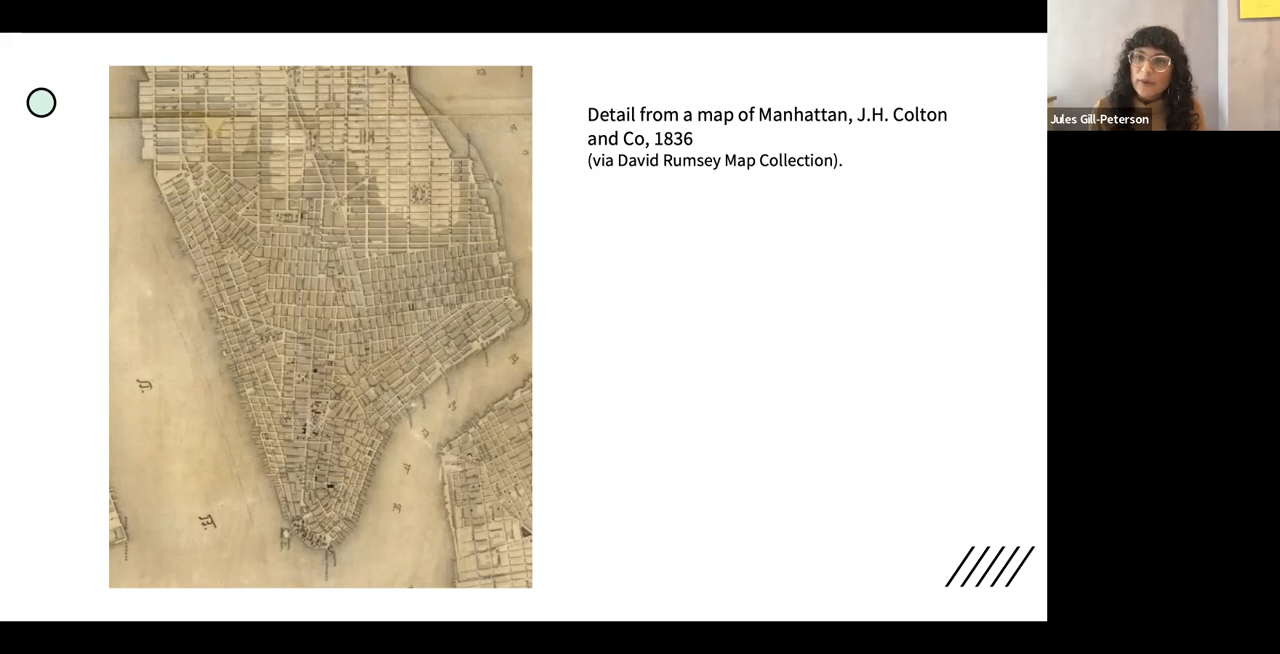 Detail from a map of Manhattan, J.H. Colton
and Co, 1836
(via David Rumsey Map Collection).
Jules Gill-Peterson